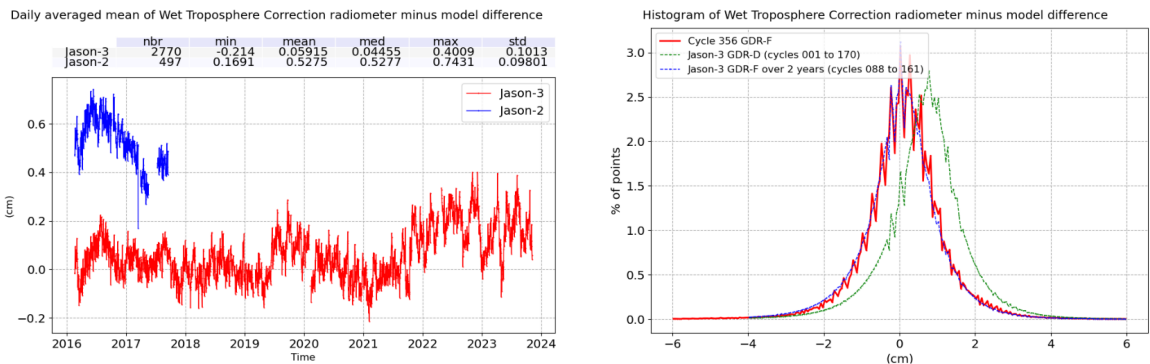 Daily averaged mean of Wet Troposphere Correction radiometer minus model difference
nbr min mean med max std
Jason-3 2770 -0.214 0.05915 0.04455 0.4009 0.1013
Jason-2 497 0.1691 0.5275 0.5277 0.7431 0.09801
Jason-3
Jason-2
0.6
0.4
0.2
0.0
−0.2
(cm)
2016 2017 2018 2019 2020 2021 2022 2023 2024
Time
Histogram of Wet Troposphere Correction radiometer minus model difference
Cycle 356 GDR-F
Jason-3 GDR-D (cycles 001 to 170)
Jason-3 GDR-F over 2 years (cycles 088 to 161)
3.0
2.5
2.0
1.5
1.0
0.5
0.0
% of points
−6 −4 −2 0 2 4 6
(cm)